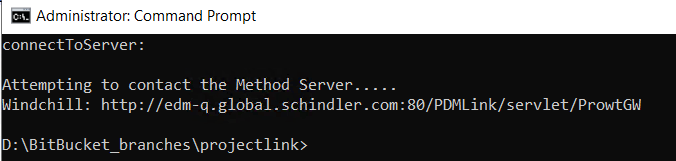 Administrator: Command Prompt
connectToServer:
Attempting to contact the Method Server.....
Windchill: http://edm-q.global.schindler.com:80/PDMLink/servlet/ProwtGW
D:\BitBucket_branches\projectlink>